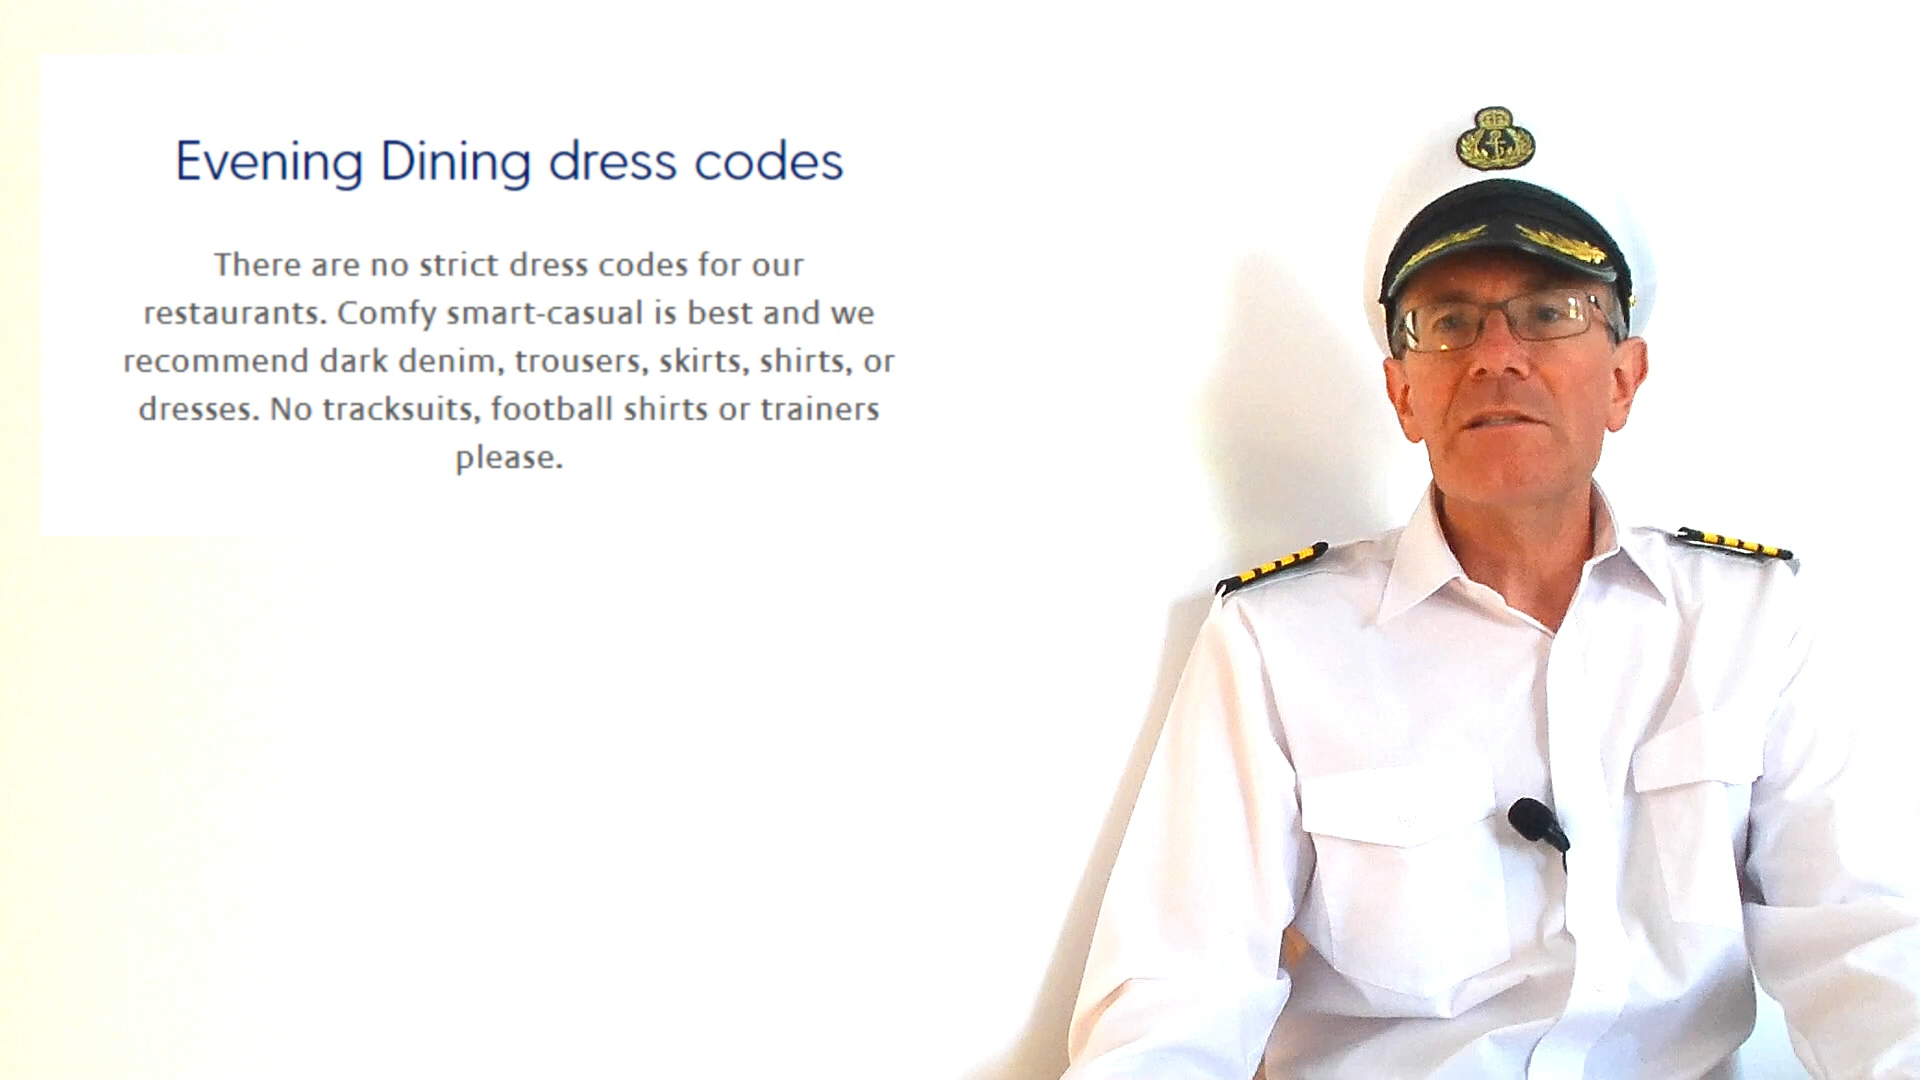 Evening Dining dress codes
There are no strict dress codes for our
restaurants. Comfy smart-casual is best and we
recommend dark denim, trousers, skirts, shirts, or
dresses. No tracksuits, football shirts or trainers
please.